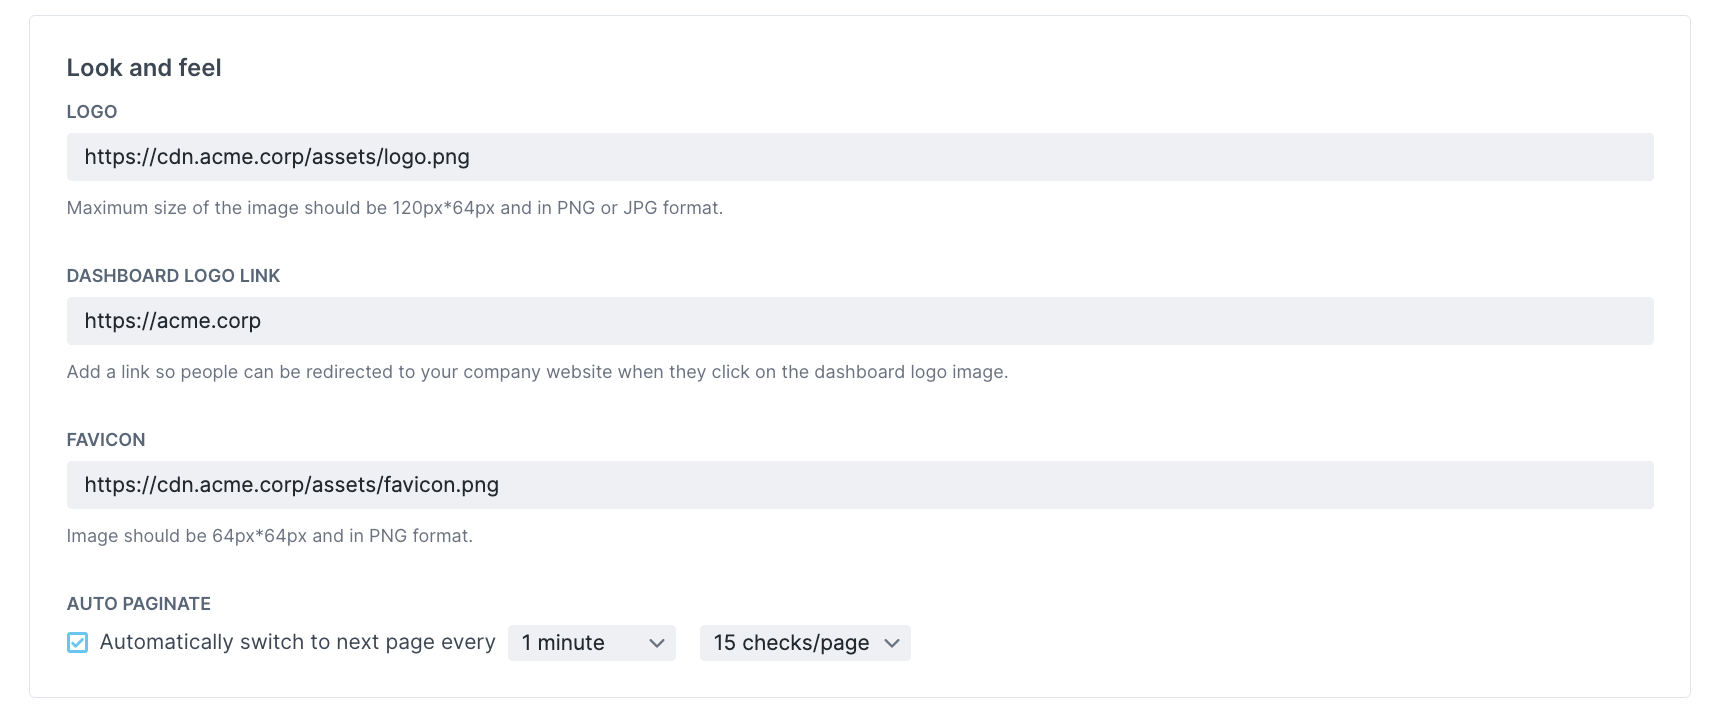 Look and feel
LOGO
https://cdn.acme.corp/assets/logo.png
Maximum size of the image should be 120px*64px and in PNG or JPG format.
DASHBOARD LOGO LINK
https://acme.corp
Add a link so people can be redirected to your company website when they click on the dashboard logo image.
FAVICON
https://cdn.acme.corp/assets/favicon.png
Image should be 64px*64px and in PNG format.
AUTO PAGINATE
Automatically switch to next page every 1 minute 15 checks/page